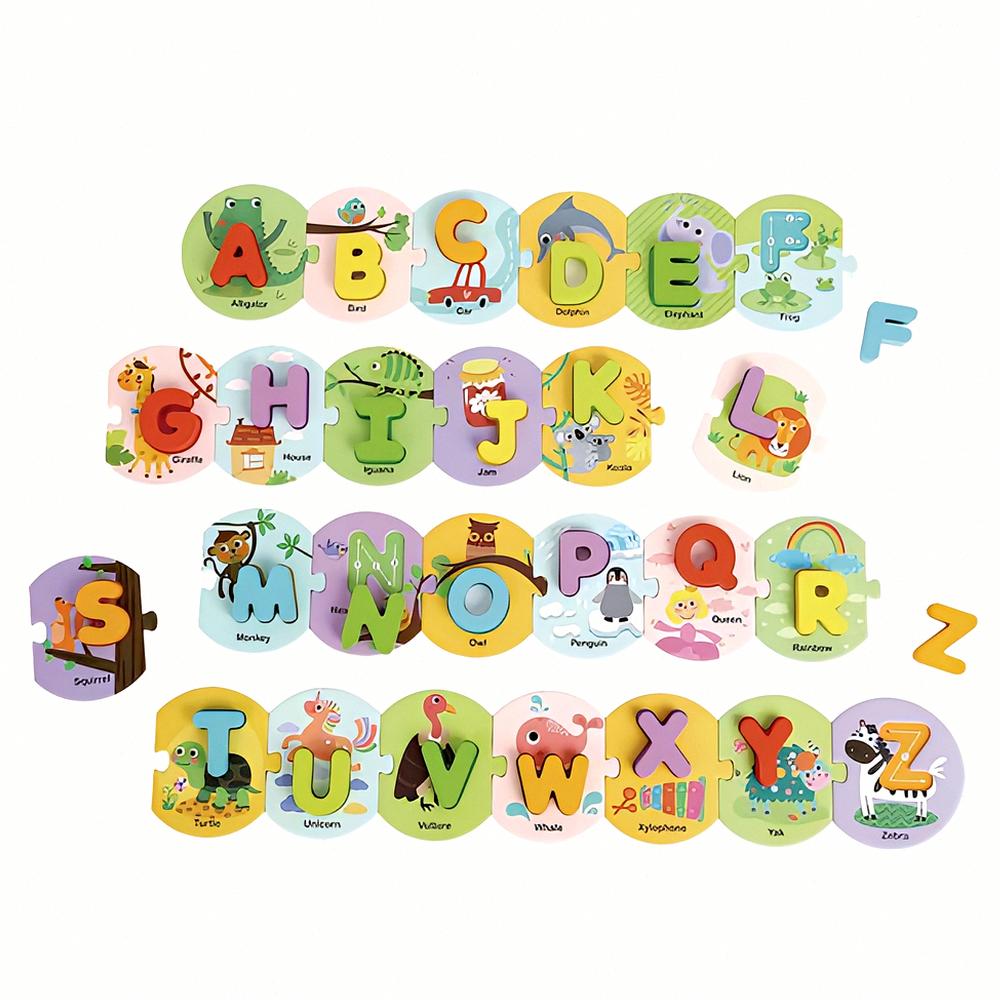 A B C D E F
Alligator Bird Car Dolphin Elephant Frog
F
G H I J K L
Giraffe House Iguana Jam Koala Lion
M N O P Q R
N
Monkey Owl Penguin Queen Rainbow
S
Squirrel
Z
T U V W X Y Z
Turtle Unicorn Vulture Whale Xylophone Yak Zebra